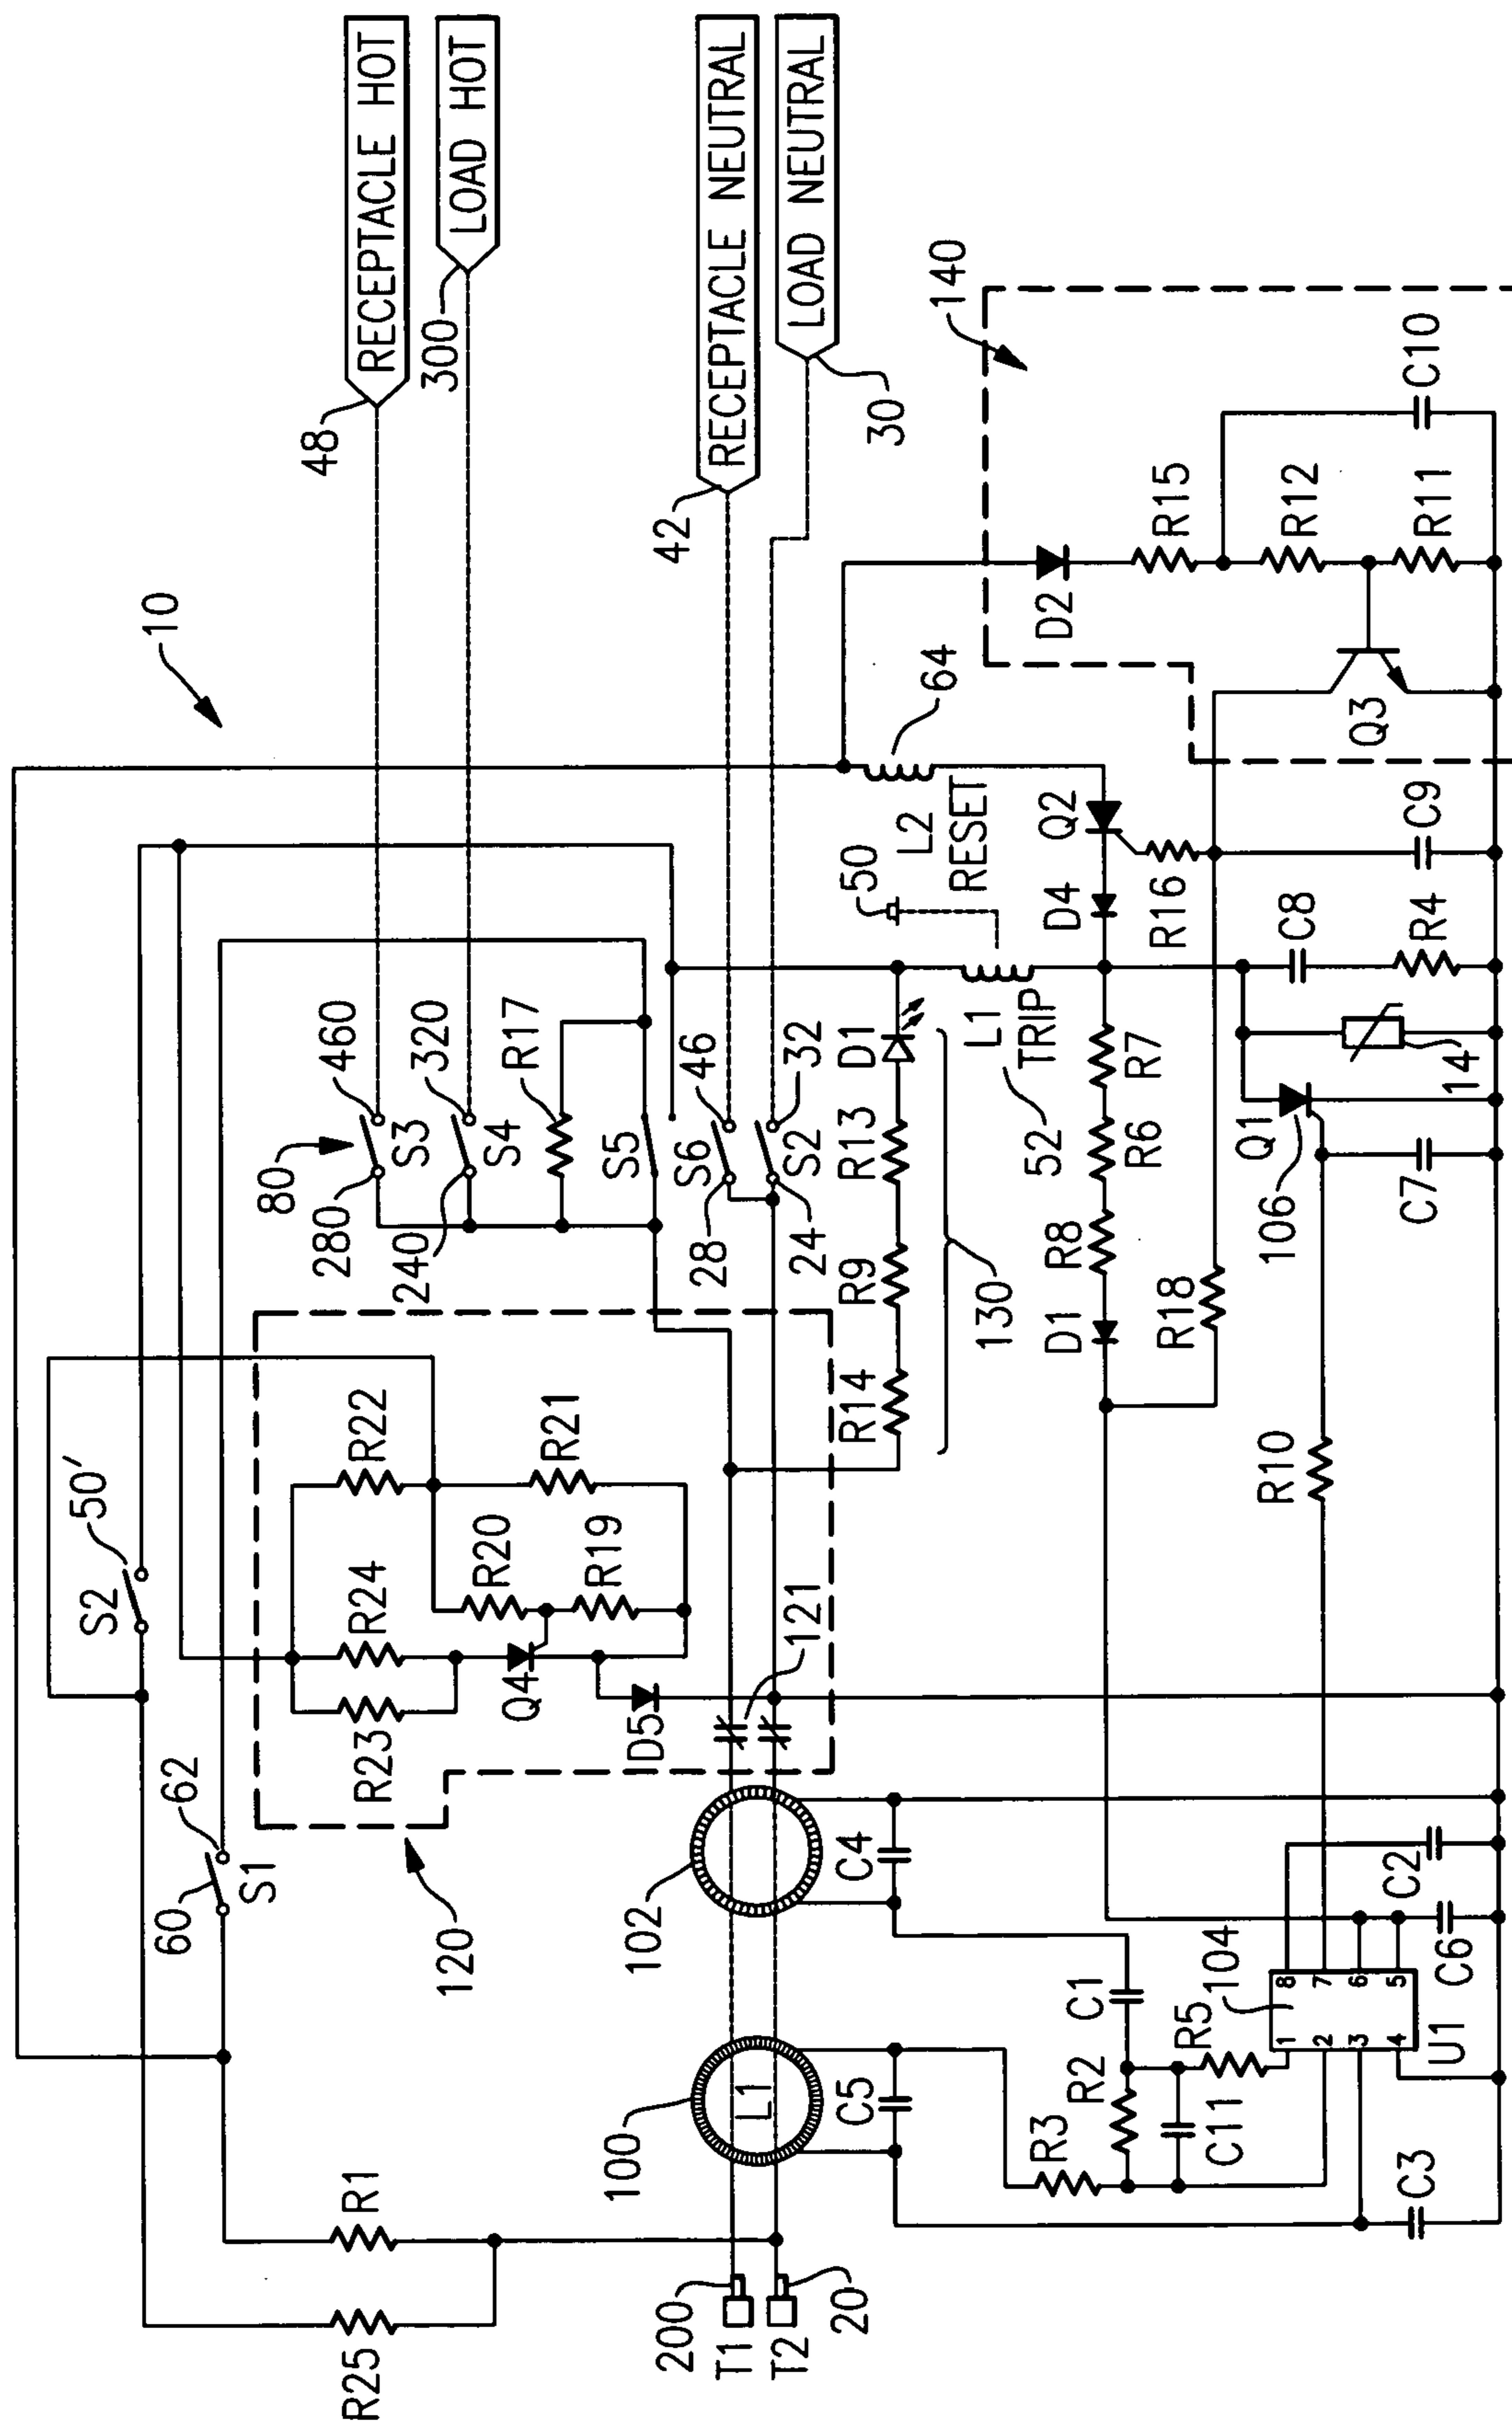 10
RECEPTACLE HOT
48
LOAD HOT
300
RECEPTACLE NEUTRAL
42
LOAD NEUTRAL
30
140
S2
50'
60
62
S1
R25
R1
120
R23
R24
R22
R20
R21
R19
Q4
D5
121
80
280
460
S3
240
320
S4
R17
S5
S6
28
46
24
S2
32
200
T1
T2
20
100
L1
102
C5
C4
R14
R9
R13
D1
130
50
L1
TRIP
52
L2
RESET
64
D1
R8
R6
R7
D4
Q2
R16
R18
D2
R15
R12
R11
C10
Q3
C9
C8
R4
14
Q1
106
C7
R10
R3
R2
C1
C11
R5
104
1
2
3
4
8
7
6
5
U1
C3
C6
C2